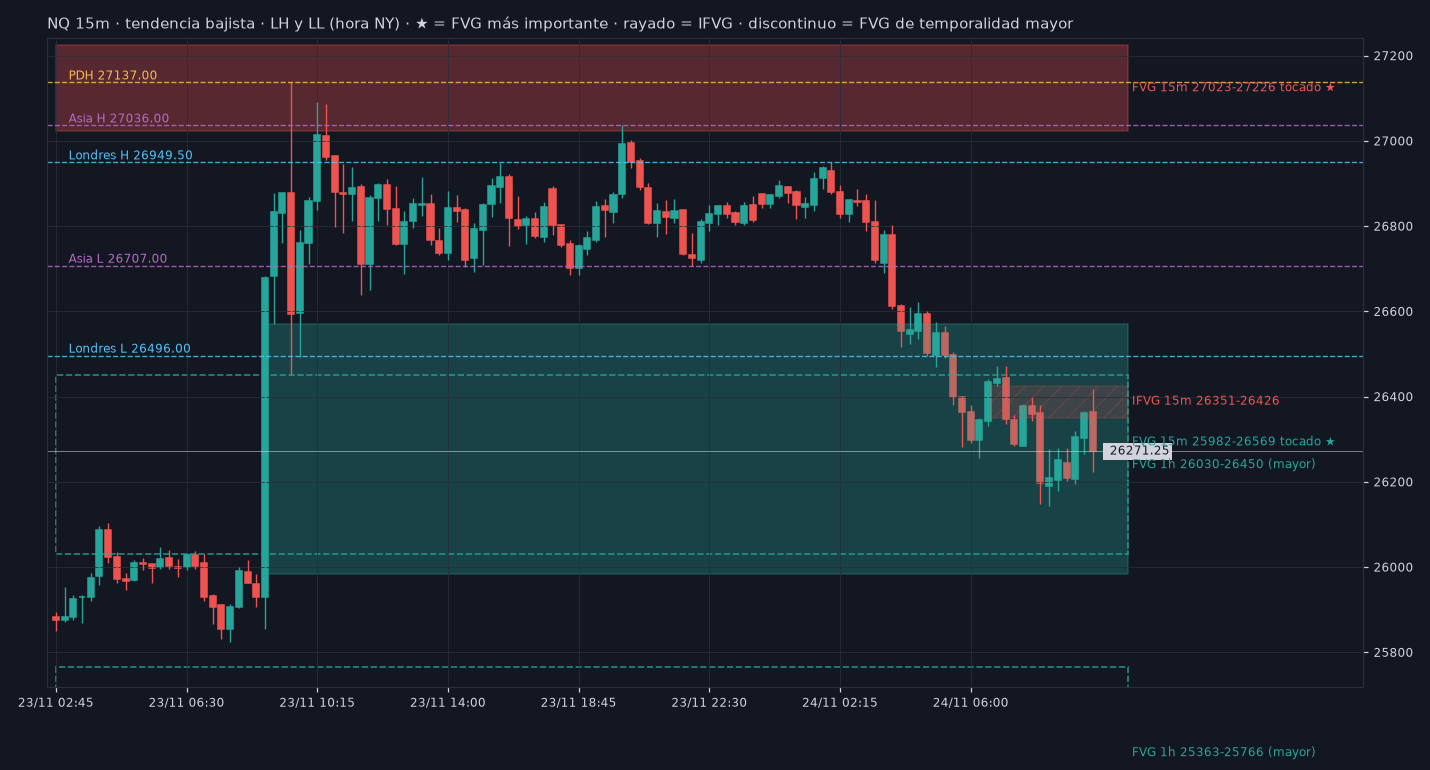 NQ 15m · tendencia bajista · LH y LL (hora NY) · ★ = FVG más importante · rayado = IFVG · discontinuo = FVG de temporalidad mayor
27200
PDH 27137.00
FVG 15m 27023-27226 tocado ★
Asia H 27036.00
27000
Londres H 26949.50
26800
Asia L 26707.00
26600
Londres L 26496.00
26400
IFVG 15m 26351-26426
FVG 15m 25982-26569 tocado ★
26271.25
FVG 1h 26030-26450 (mayor)
26200
26000
25800
23/11 02:45
23/11 06:30
23/11 10:15
23/11 14:00
23/11 18:45
23/11 22:30
24/11 02:15
24/11 06:00
FVG 1h 25363-25766 (mayor)